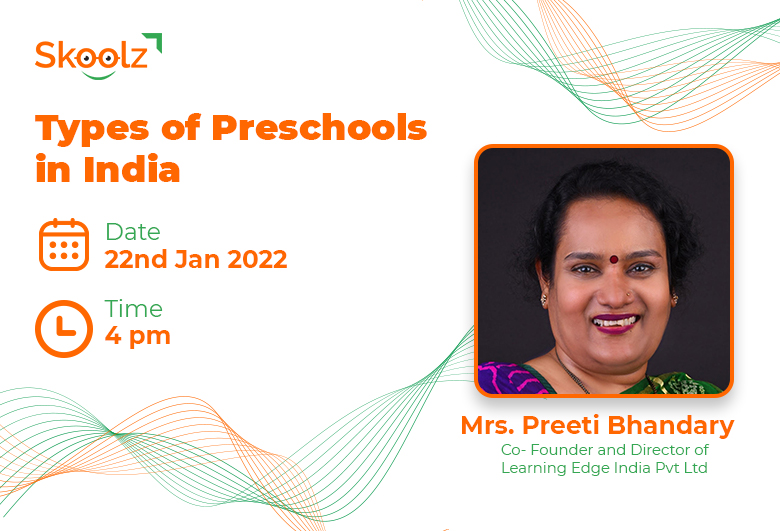 Skoolz
Types of Preschools
in India
Date
22nd Jan 2022
Time
4 pm
Mrs. Preeti Bhandary
Co- Founder and Director of
Learning Edge India Pvt Ltd